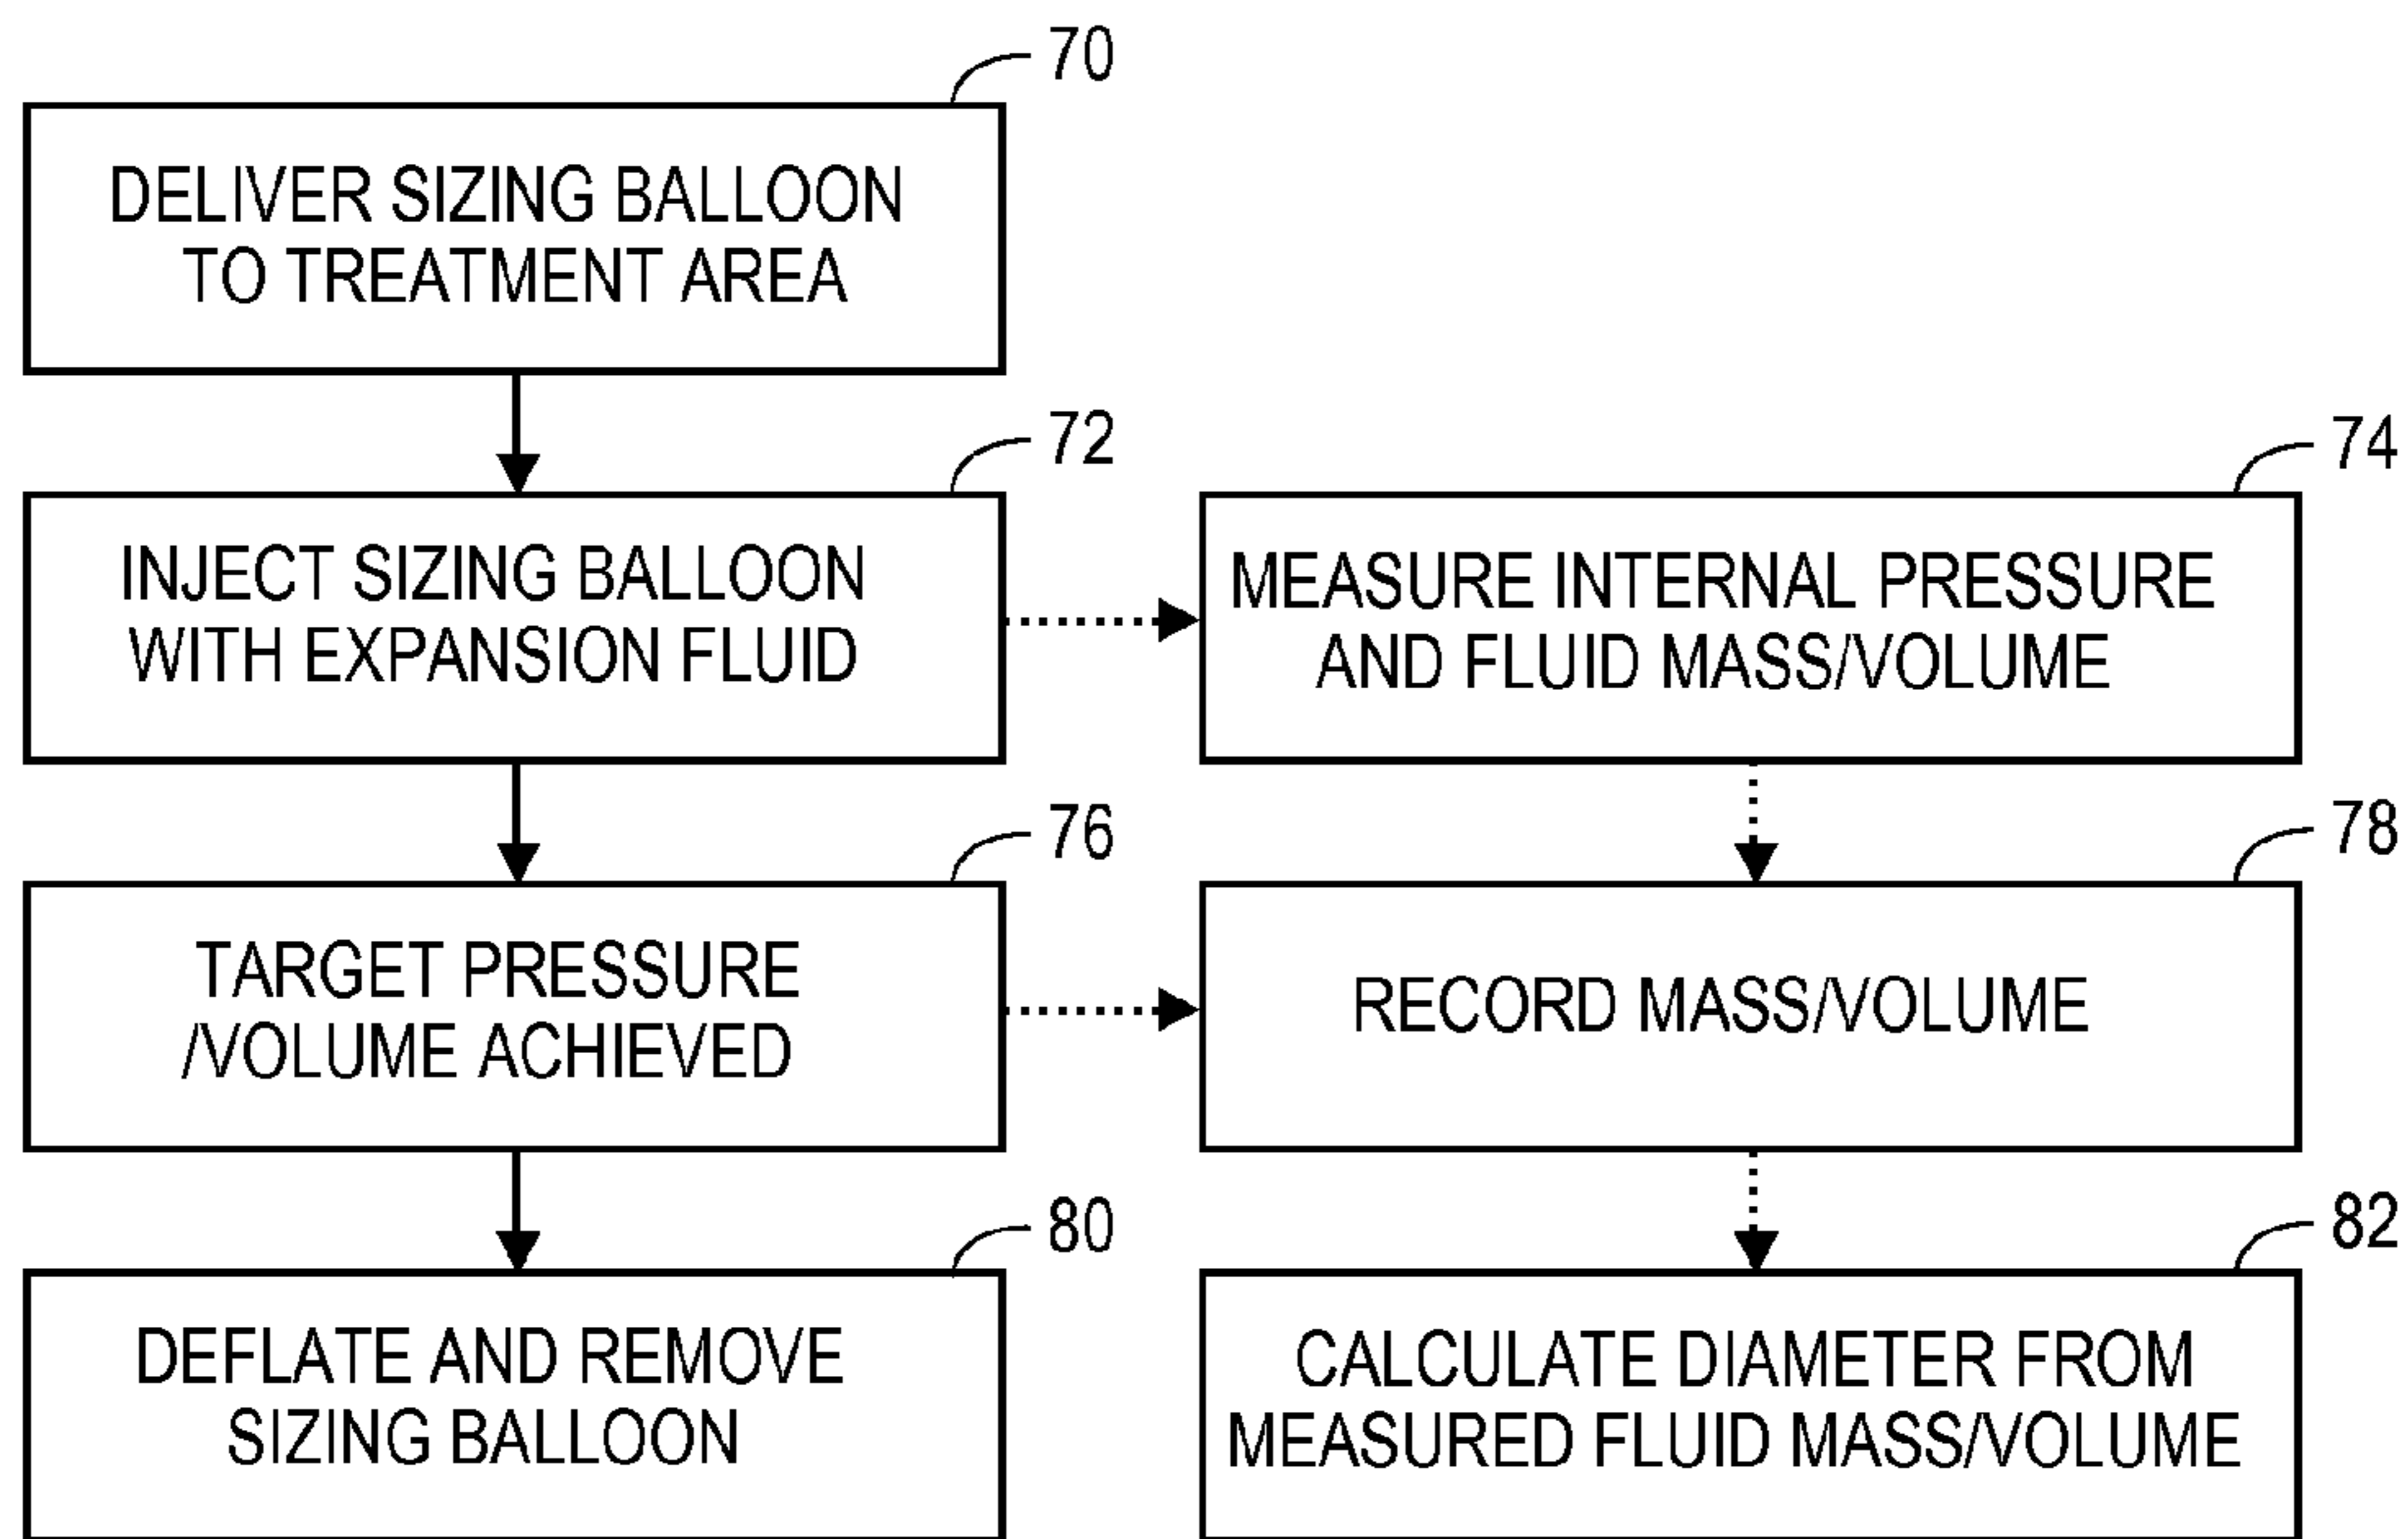 70
DELIVER SIZING BALLOON
TO TREATMENT AREA
72
INJECT SIZING BALLOON
WITH EXPANSION FLUID
74
MEASURE INTERNAL PRESSURE
AND FLUID MASS/VOLUME
76
TARGET PRESSURE
/VOLUME ACHIEVED
78
RECORD MASS/VOLUME
80
DEFLATE AND REMOVE
SIZING BALLOON
82
CALCULATE DIAMETER FROM
MEASURED FLUID MASS/VOLUME